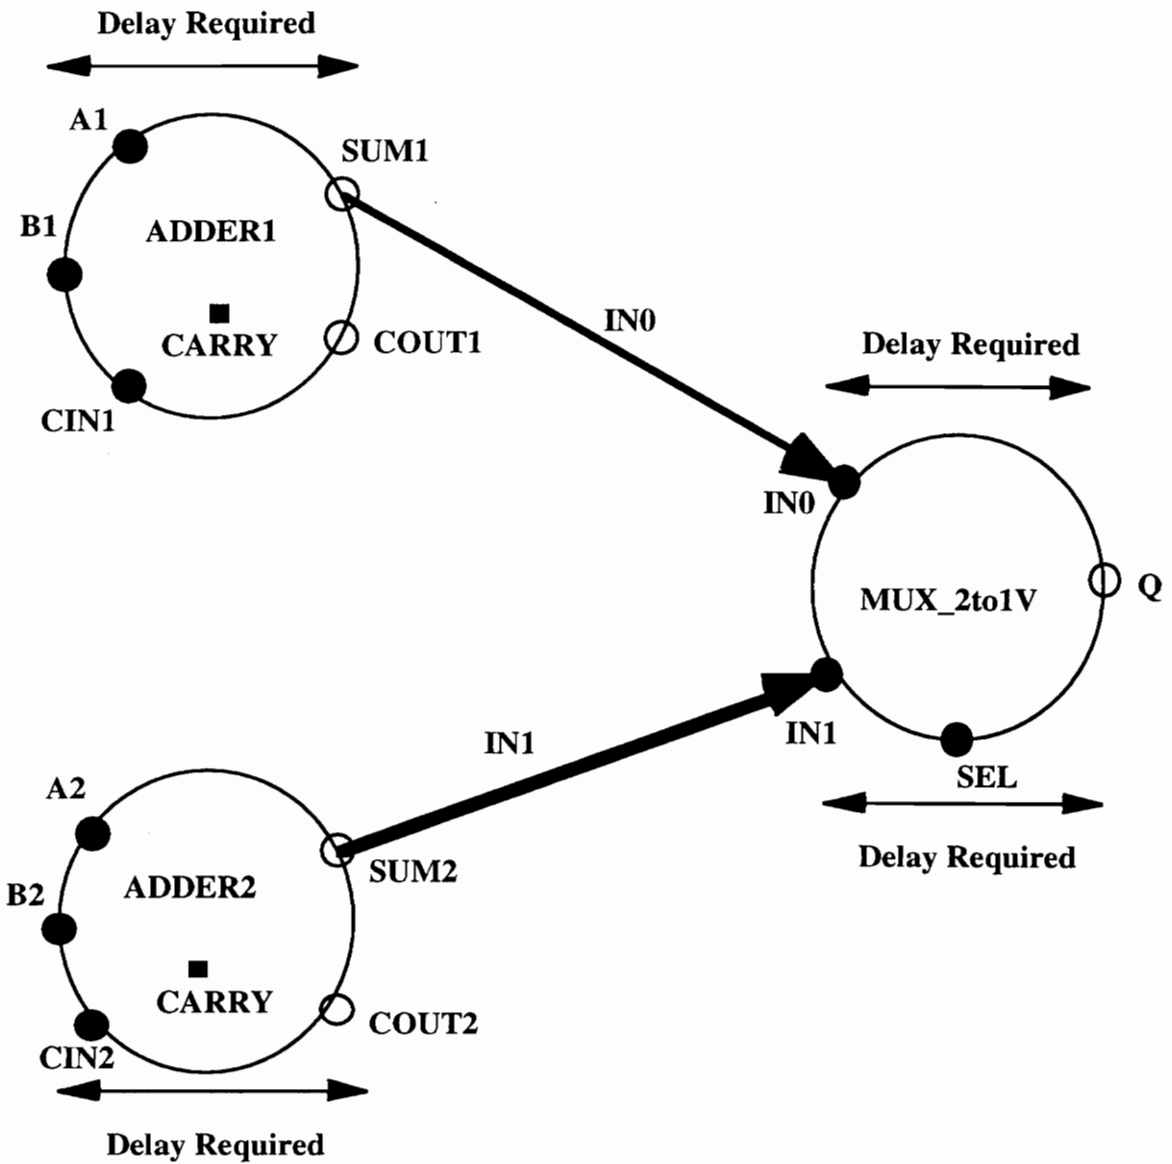 Delay Required
A1
SUM1
B1
ADDER1
CARRY
COUT1
CIN1
IN0
Delay Required
IN0
MUX_2to1V
Q
IN1
IN1
SEL
Delay Required
A2
SUM2
B2
ADDER2
CARRY
COUT2
CIN2
Delay Required